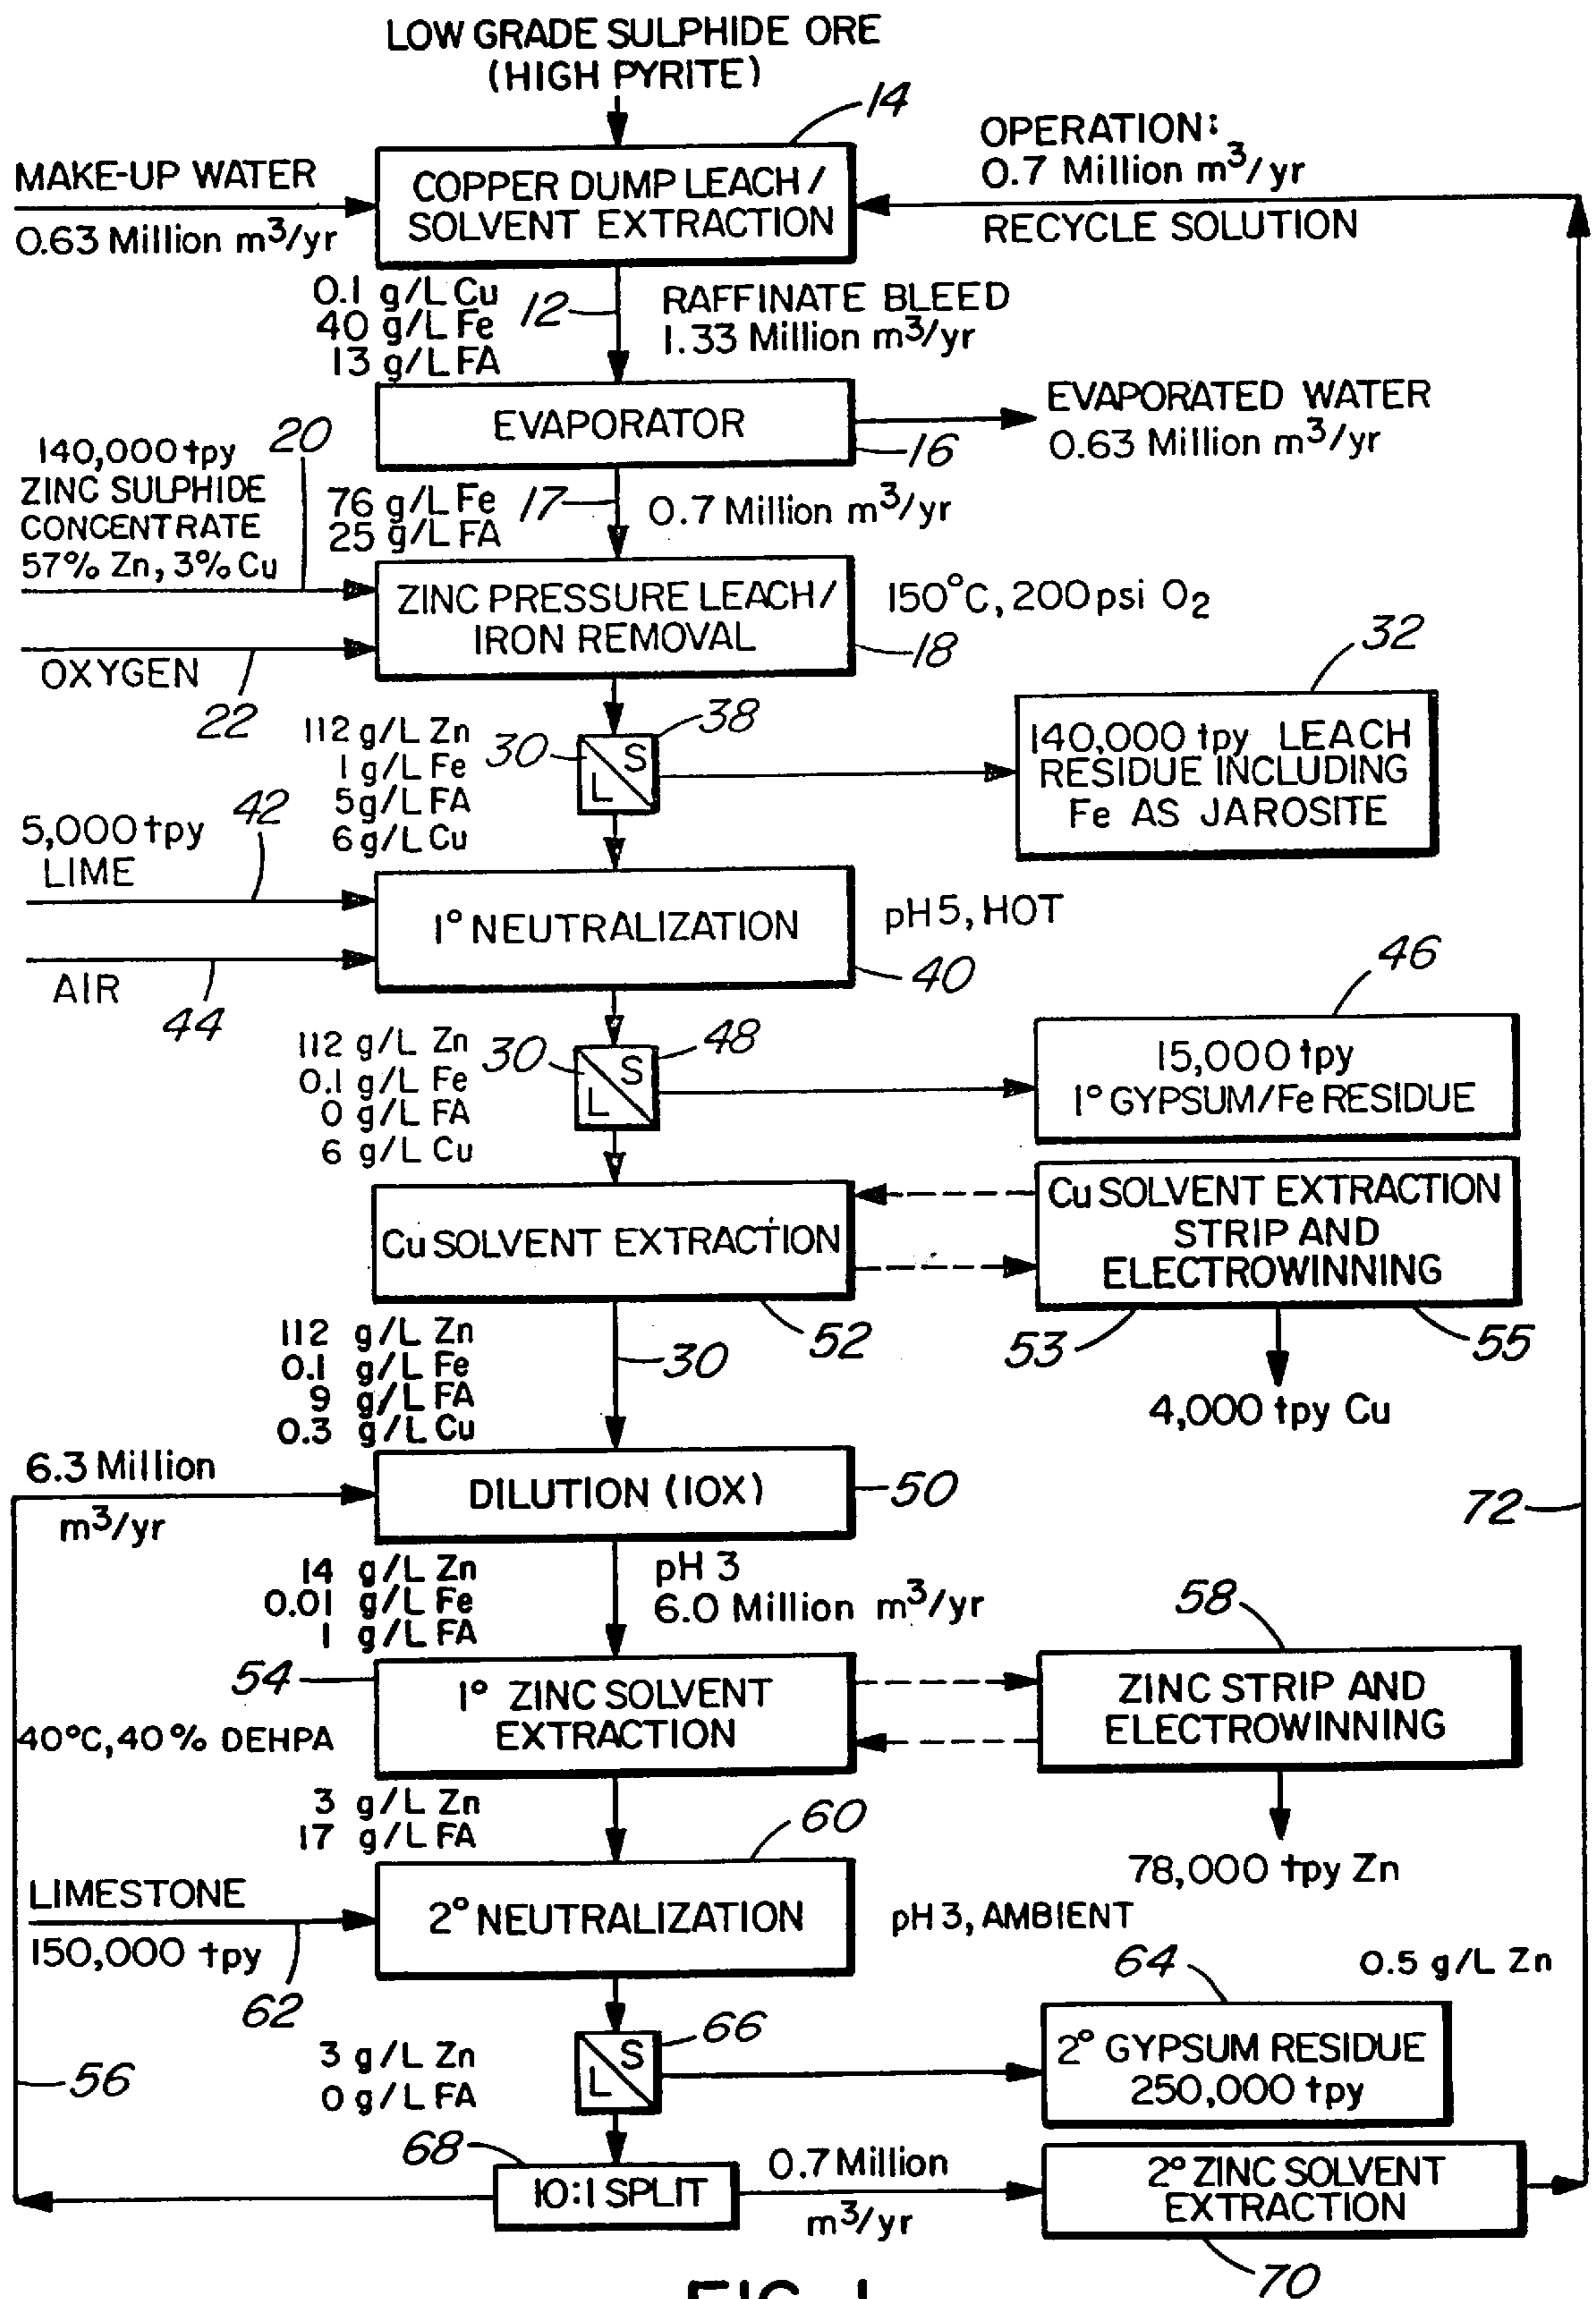 LOW GRADE SULPHIDE ORE
(HIGH PYRITE)
14
OPERATION:
0.7 Million m³/yr
RECYCLE SOLUTION
MAKE-UP WATER
0.63 Million m³/yr
COPPER DUMP LEACH/
SOLVENT EXTRACTION
0.1 g/L Cu
40 g/L Fe
13 g/L FA
12
RAFFINATE BLEED
1.33 Million m³/yr
EVAPORATOR
16
EVAPORATED WATER
0.63 Million m³/yr
140,000 tpy
ZINC SULPHIDE
CONCENTRATE
57% Zn, 3% Cu
20
76 g/L Fe
25 g/L FA
17
0.7 Million m³/yr
ZINC PRESSURE LEACH/
IRON REMOVAL
150°C, 200 psi O₂
18
OXYGEN
22
32
112 g/L Zn
1 g/L Fe
5 g/L FA
6 g/L Cu
30
S
L
38
140,000 tpy LEACH
RESIDUE INCLUDING
Fe AS JAROSITE
5,000 tpy
LIME
42
1° NEUTRALIZATION
pH 5, HOT
40
AIR
44
46
112 g/L Zn
0.1 g/L Fe
0 g/L FA
6 g/L Cu
30
S
L
48
15,000 tpy
1° GYPSUM/Fe RESIDUE
Cu SOLVENT EXTRACTION
52
Cu SOLVENT EXTRACTION
STRIP AND
ELECTROWINNING
53
55
4,000 tpy Cu
112 g/L Zn
0.1 g/L Fe
9 g/L FA
0.3 g/L Cu
30
6.3 Million
m³/yr
DILUTION (10X)
50
72
14 g/L Zn
0.01 g/L Fe
1 g/L FA
pH 3
6.0 Million m³/yr
58
54
40°C, 40% DEHPA
1° ZINC SOLVENT
EXTRACTION
ZINC STRIP AND
ELECTROWINNING
78,000 tpy Zn
3 g/L Zn
17 g/L FA
60
LIMESTONE
150,000 tpy
62
2° NEUTRALIZATION
pH 3, AMBIENT
0.5 g/L Zn
64
3 g/L Zn
0 g/L FA
S
L
66
2° GYPSUM RESIDUE
250,000 tpy
56
68
10:1 SPLIT
0.7 Million
m³/yr
2° ZINC SOLVENT
EXTRACTION
70